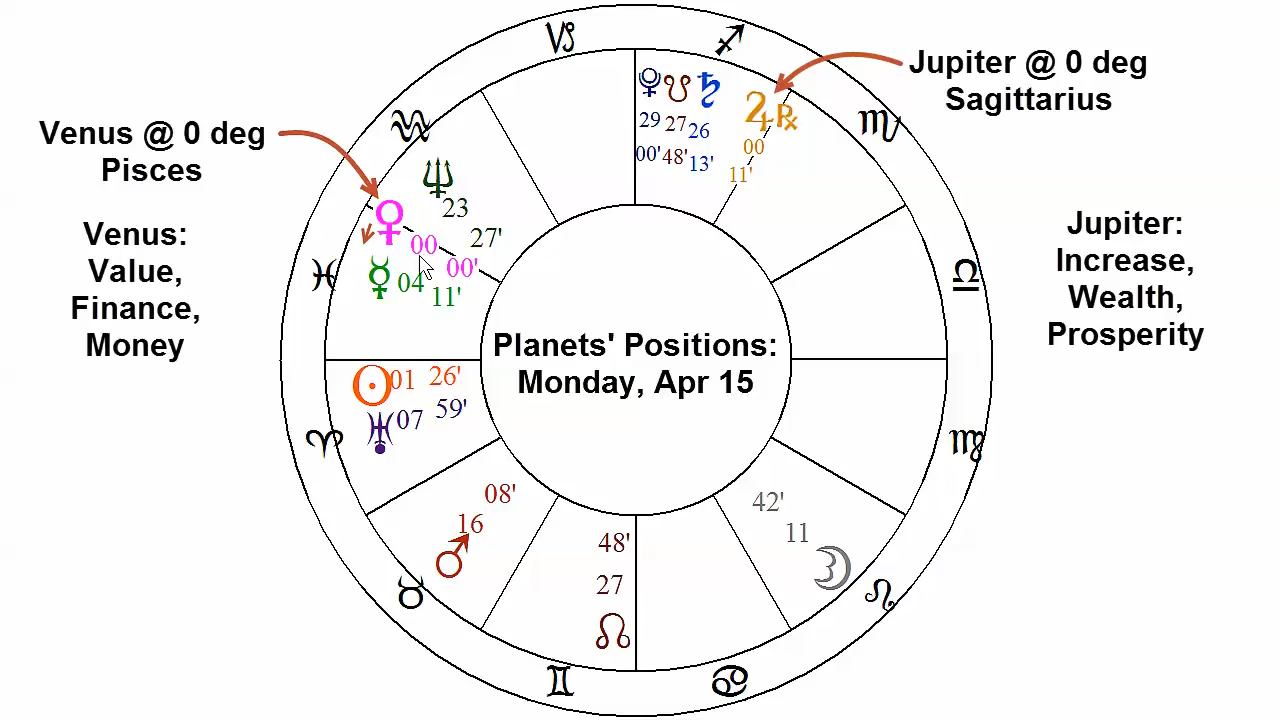 Jupiter @ 0 deg
Sagittarius
Venus @ 0 deg
Pisces
Venus:
Value,
Finance,
Money
Jupiter:
Increase,
Wealth,
Prosperity
Planets' Positions:
Monday, Apr 15
♑
♐
♒
♏
♓
♎
♈
♍
♉
♌
♊
♋
♇ ☋ ♄
29 27 26
00' 48' 13'
♃ ℞
00
11'
♆
23
27'
♀ 00 00'
☿ 04 11'
☉ 01 26'
♅ 07 59'
08'
16
♂
48'
27
☊
42'
11
☽